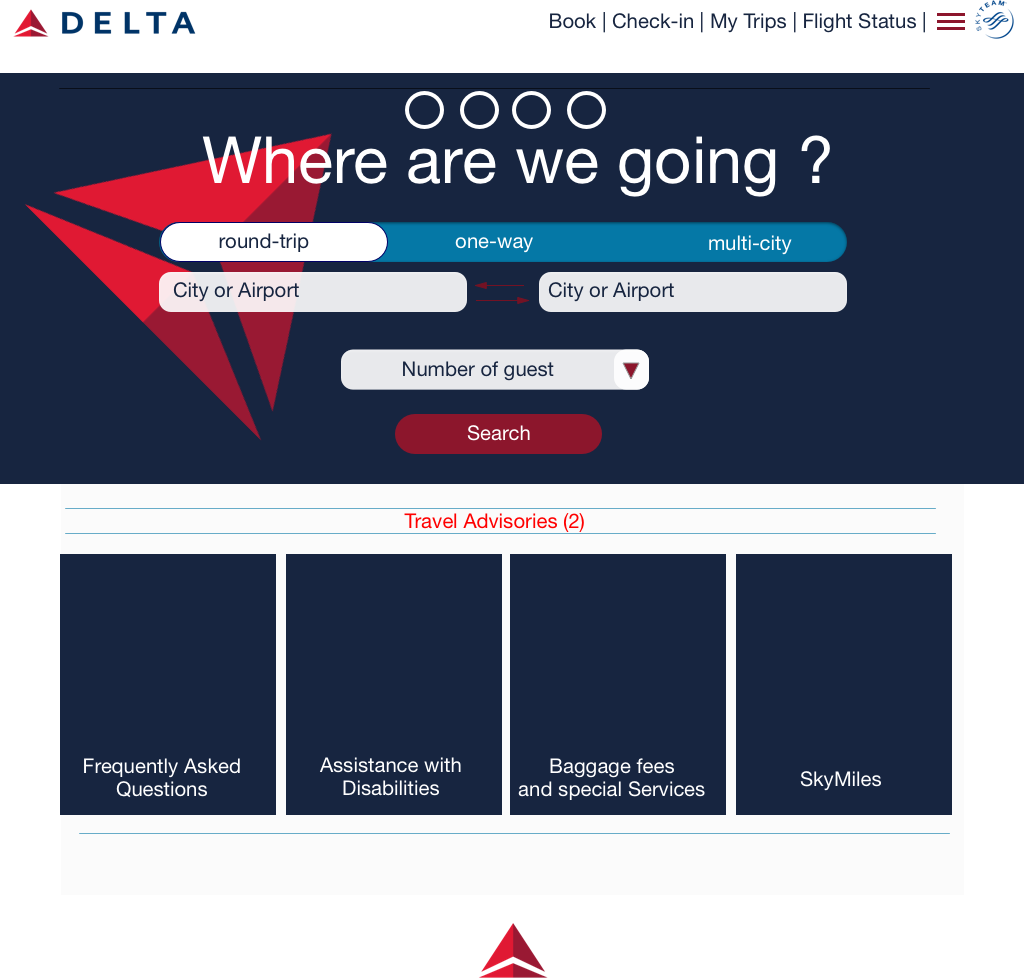 DELTA
Book | Check-in | My Trips | Flight Status |
SKYTEAM
Where are we going ?
round-trip
one-way
multi-city
City or Airport
City or Airport
Number of guest
Search
Travel Advisories (2)
Frequently Asked
Questions
Assistance with
Disabilities
Baggage fees
and special Services
SkyMiles